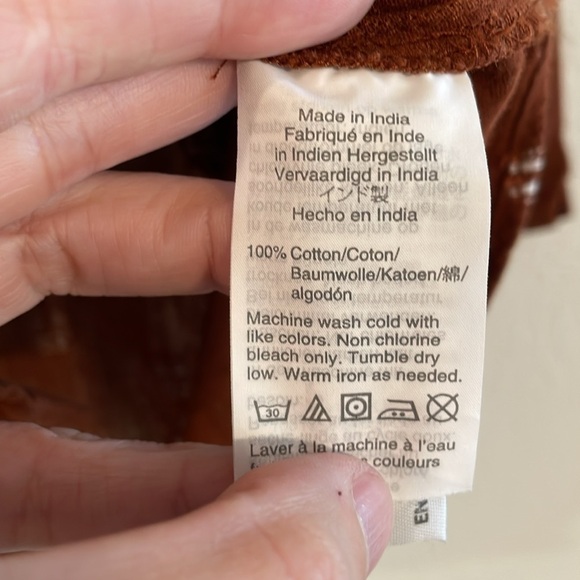 Made in India
Fabriqué en Inde
in Indien Hergestellt
Vervaardigd in India
インド製
Hecho en India
100% Cotton/Coton/
Baumwolle/Katoen/綿/
algodón
Machine wash cold with
like colors. Non chlorine
bleach only. Tumble dry
low. Warm iron as needed.
30
Laver à la machine à l'eau
couleurs
EN